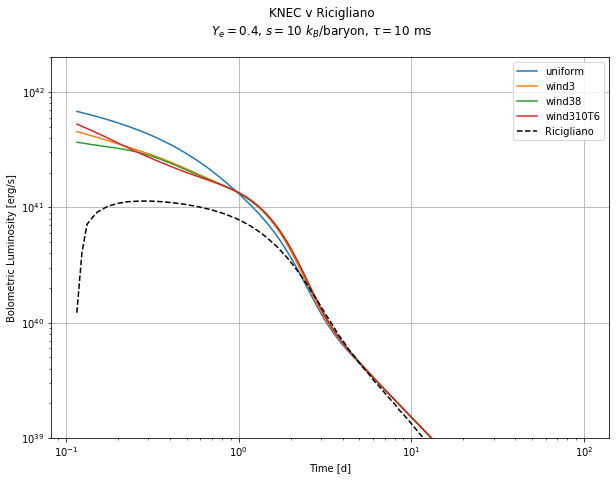 KNEC v Ricigliano
$Y_e = 0.4$, $s = 10\ k_B$/baryon, $\tau = 10$ ms
uniform
wind3
wind38
wind310T6
Ricigliano
10^{42}
10^{41}
10^{40}
10^{39}
Bolometric Luminosity [erg/s]
10^{-1} 10^{0} 10^{1} 10^{2}
Time [d]